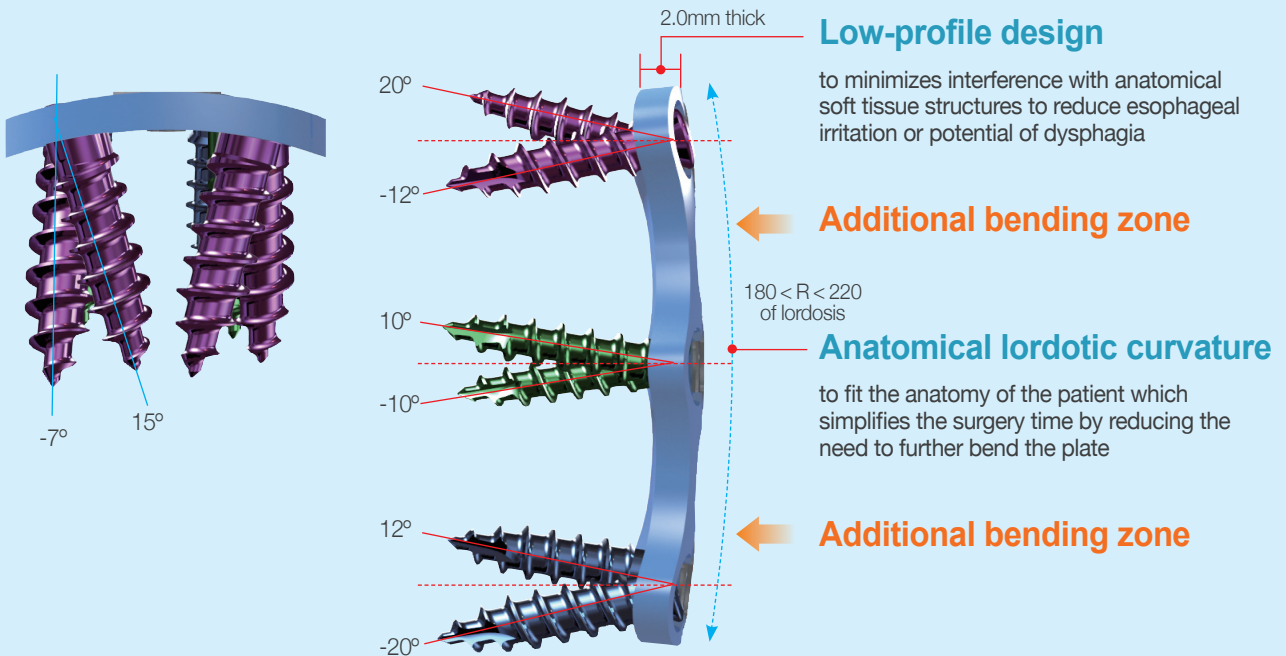 2.0mm thick
Low-profile design
to minimizes interference with anatomical
soft tissue structures to reduce esophageal
irritation or potential of dysphagia
20º
-12º
Additional bending zone
180 < R < 220
of lordosis
10º
-10º
Anatomical lordotic curvature
to fit the anatomy of the patient which
simplifies the surgery time by reducing the
need to further bend the plate
-7º
15º
12º
-20º
Additional bending zone